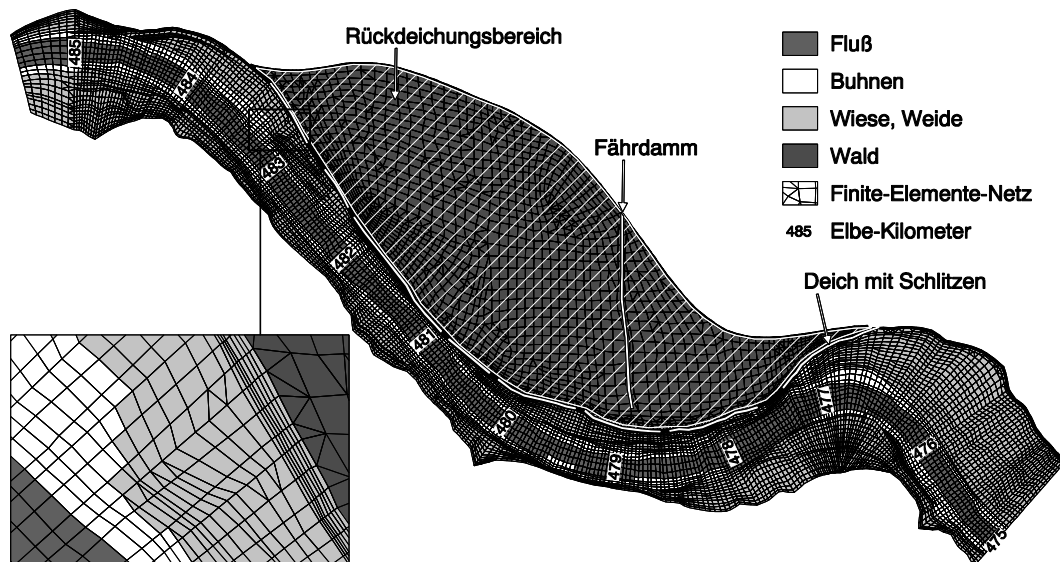 Rückdeichungsbereich
Fährdamm
Deich mit Schlitzen
Fluß
Buhnen
Wiese, Weide
Wald
Finite-Elemente-Netz
485 Elbe-Kilometer
485
484
483
482
481
480
479
478
477
476
475